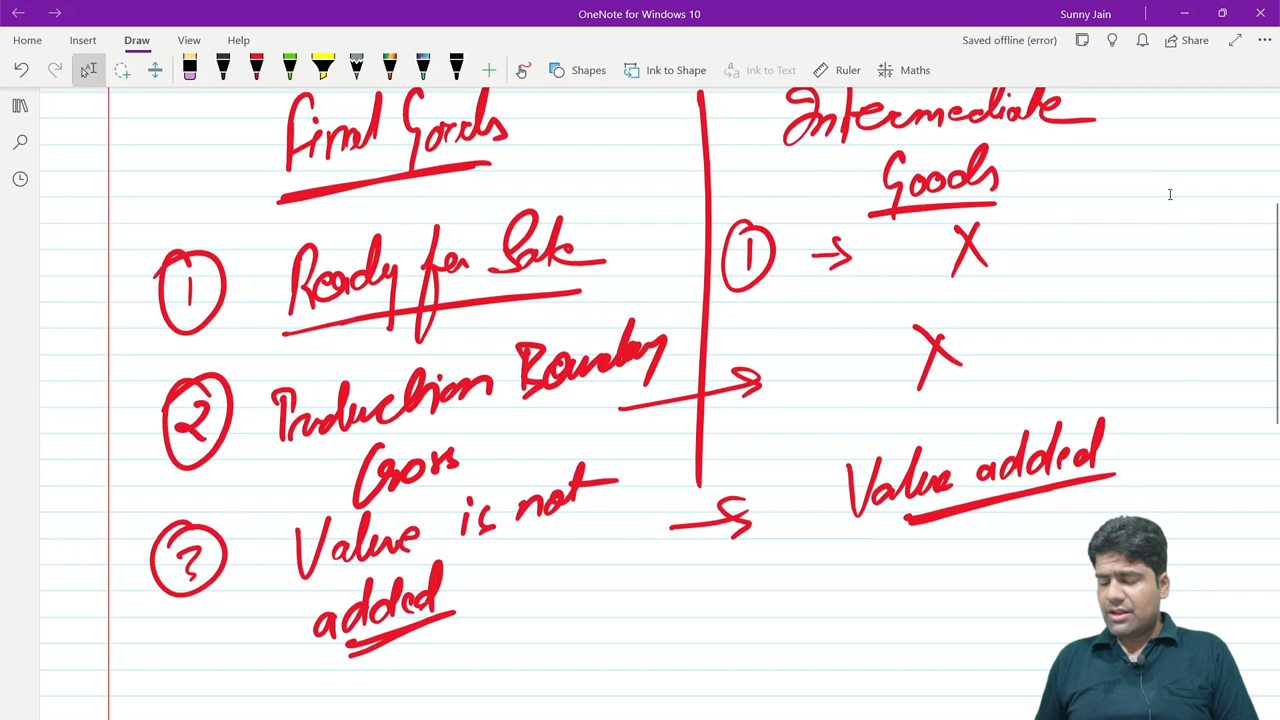 OneNote for Windows 10
Sunny Jain
Home
Insert
Draw
View
Help
Saved offline (error)
Share
Shapes
Ink to Shape
Ink to Text
Ruler
Maths
Final Goods
① Ready for Sale
② Production Boundary
Cross
③ Value is not
added
Intermediate
Goods
① → X
→ X
→ Value added